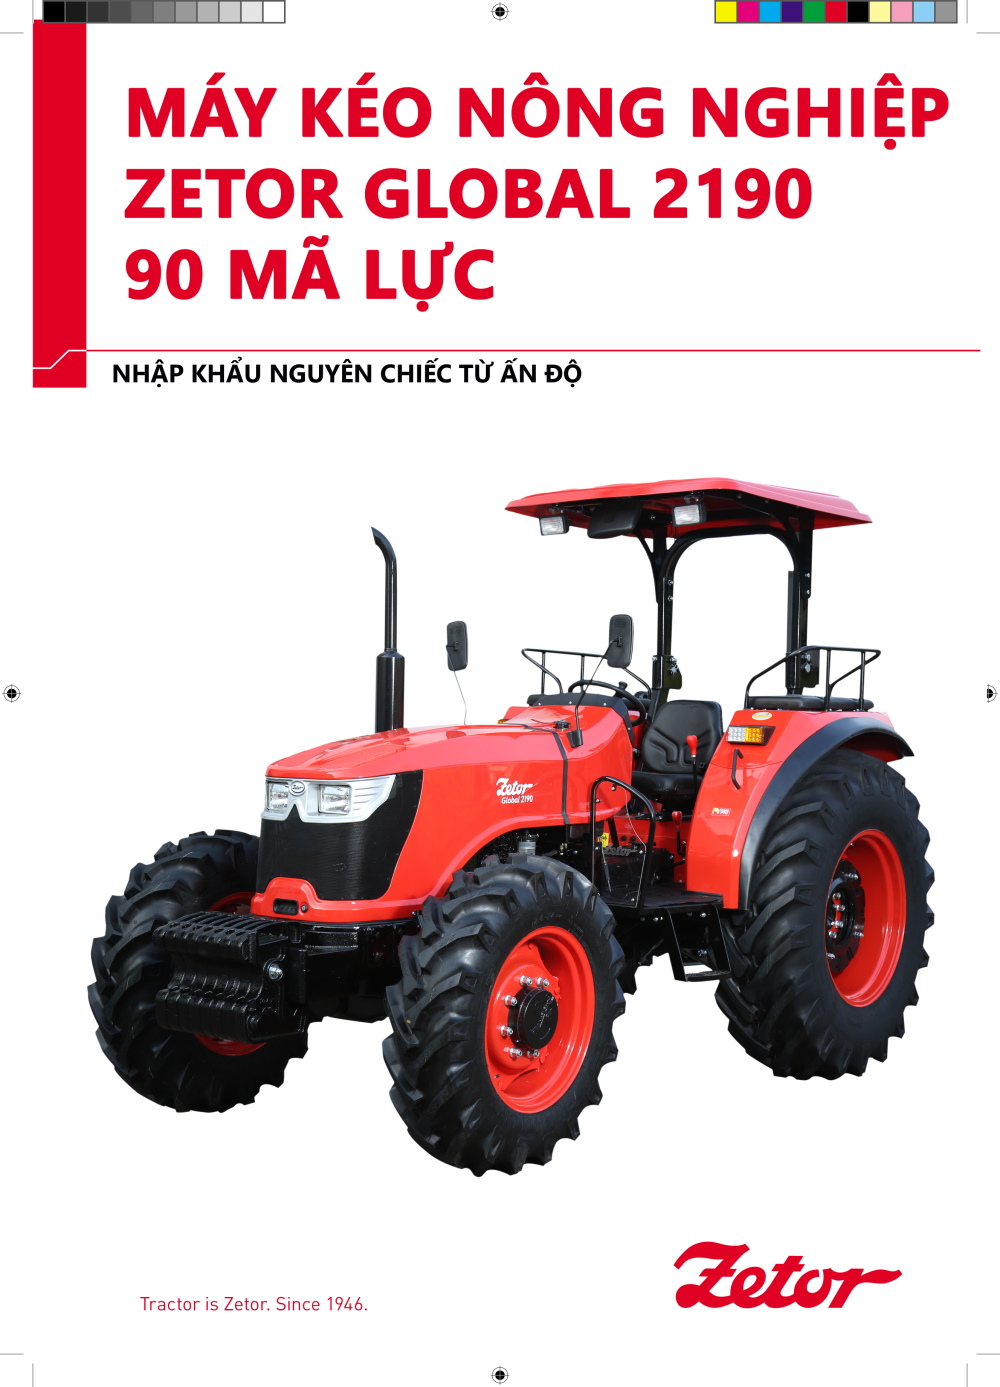 MÁY KÉO NÔNG NGHIỆP
ZETOR GLOBAL 2190
90 MÃ LỰC
NHẬP KHẨU NGUYÊN CHIẾC TỪ ẤN ĐỘ
Zetor
Global 2190
Zetor
Tractor is Zetor. Since 1946.
Zetor